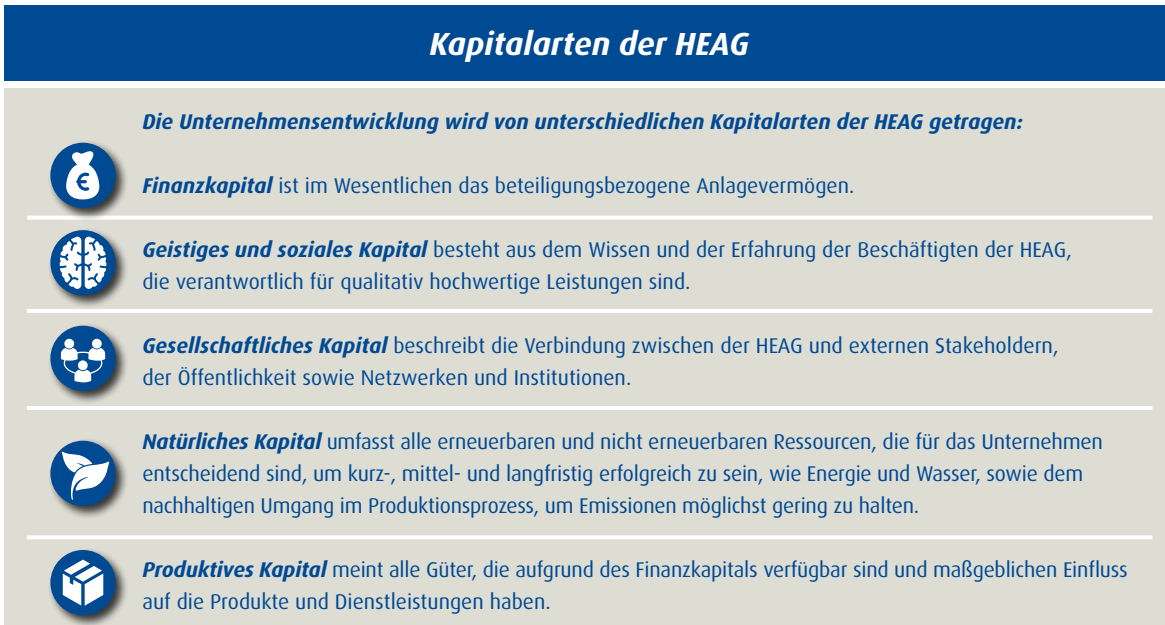 Kapitalarten der HEAG
Die Unternehmensentwicklung wird von unterschiedlichen Kapitalarten der HEAG getragen:
€
Finanzkapital ist im Wesentlichen das beteiligungsbezogene Anlagevermögen.
Geistiges und soziales Kapital besteht aus dem Wissen und der Erfahrung der Beschäftigten der HEAG,
die verantwortlich für qualitativ hochwertige Leistungen sind.
Gesellschaftliches Kapital beschreibt die Verbindung zwischen der HEAG und externen Stakeholdern,
der Öffentlichkeit sowie Netzwerken und Institutionen.
Natürliches Kapital umfasst alle erneuerbaren und nicht erneuerbaren Ressourcen, die für das Unternehmen
entscheidend sind, um kurz-, mittel- und langfristig erfolgreich zu sein, wie Energie und Wasser, sowie dem
nachhaltigen Umgang im Produktionsprozess, um Emissionen möglichst gering zu halten.
Produktives Kapital meint alle Güter, die aufgrund des Finanzkapitals verfügbar sind und maßgeblichen Einfluss
auf die Produkte und Dienstleistungen haben.